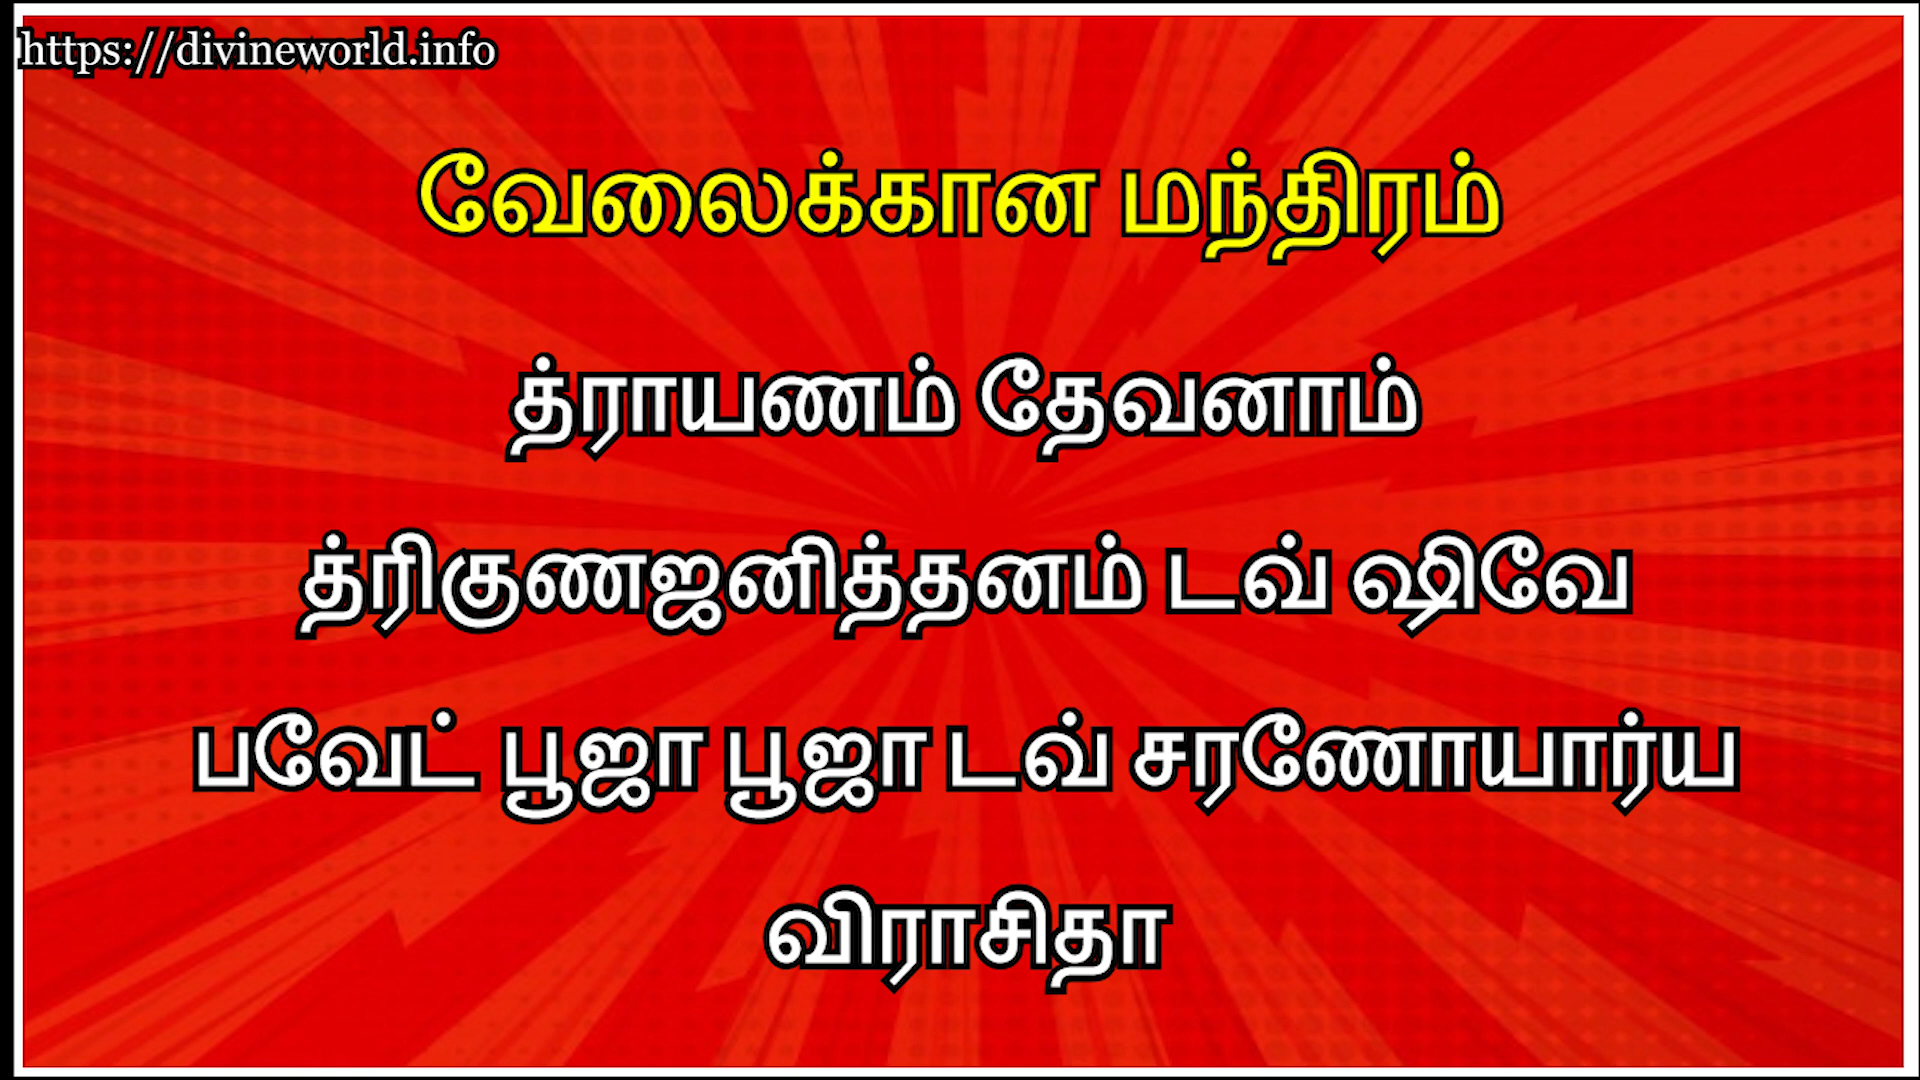 https://divineworld.info
வேலைக்கான மந்திரம்
த்ராயணம் தேவனாம்
த்ரிகுணஜனித்தனம் டவ் ஷிவே
பவேட் பூஜா பூஜா டவ் சரணோயார்ய
விராசிதா